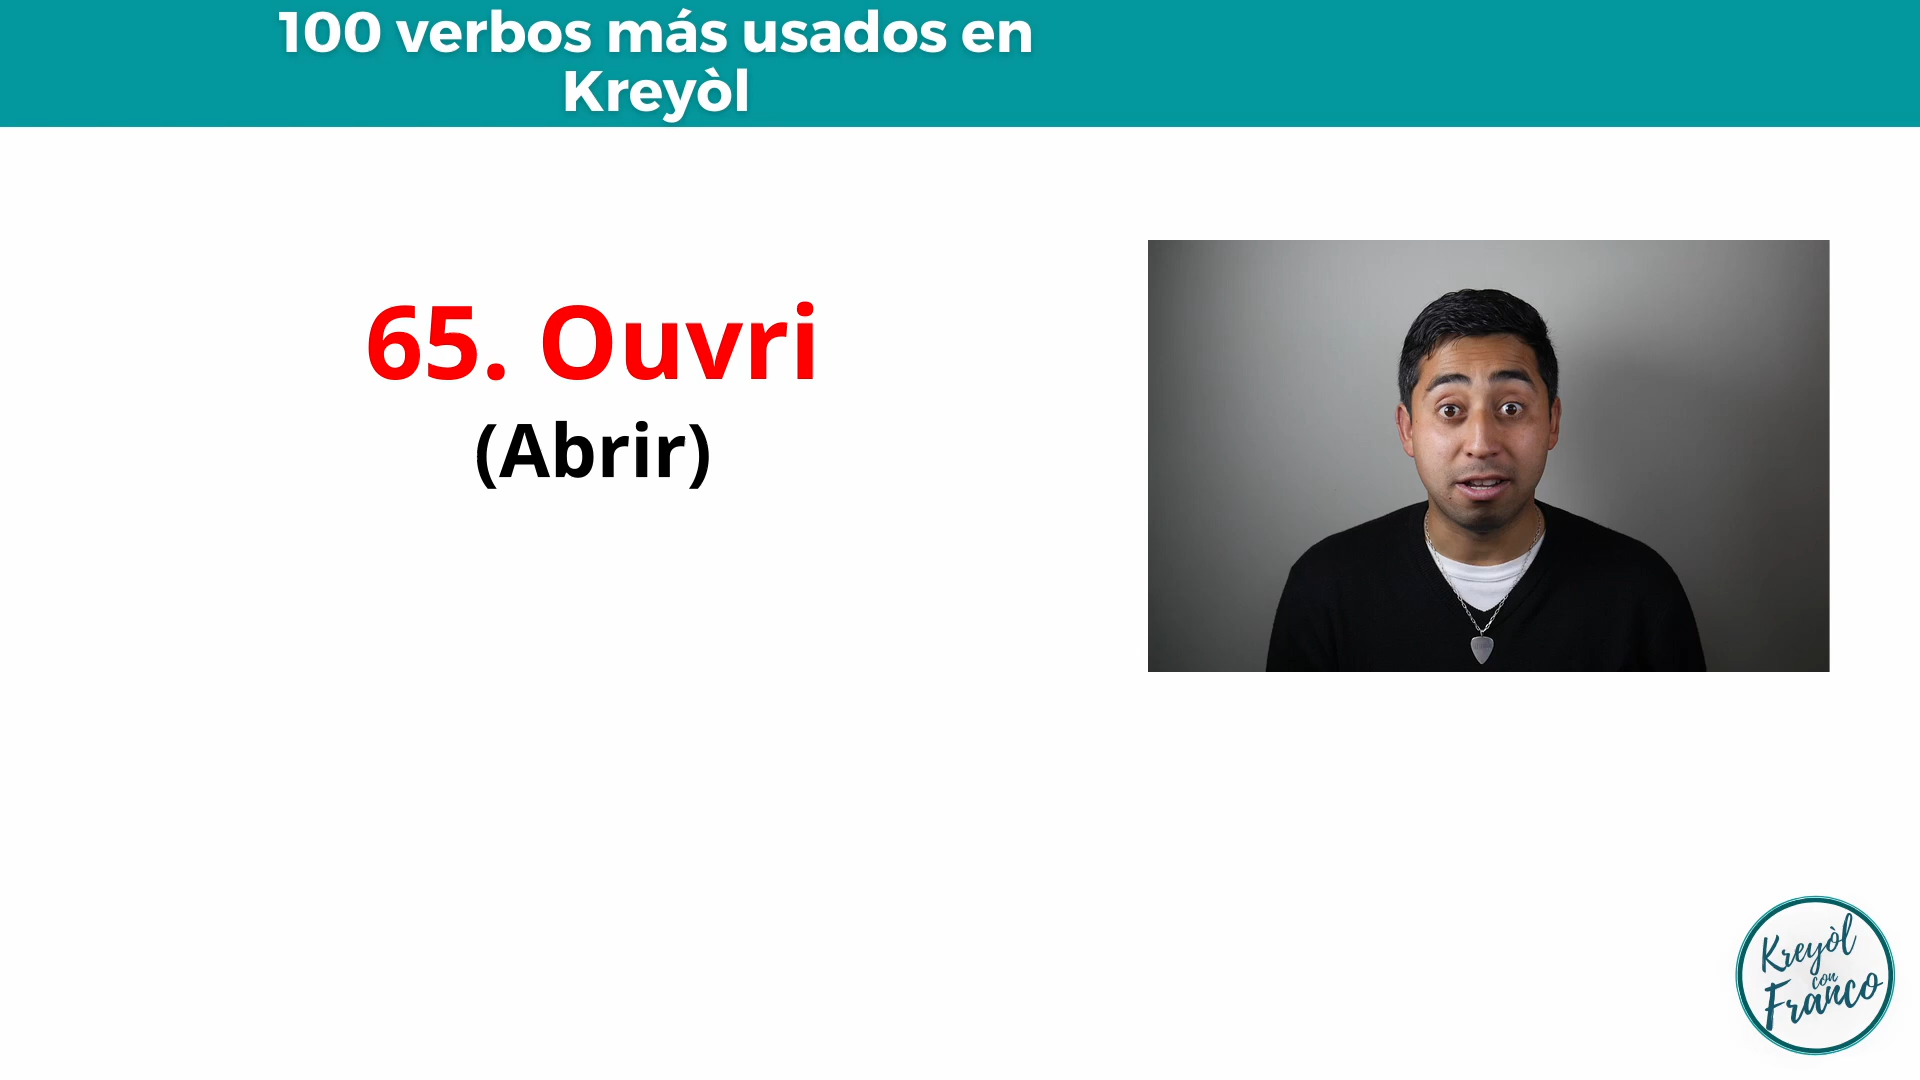 100 verbos más usados en
Kreyòl
65. Ouvri
(Abrir)
Kreyòl
con
Franco